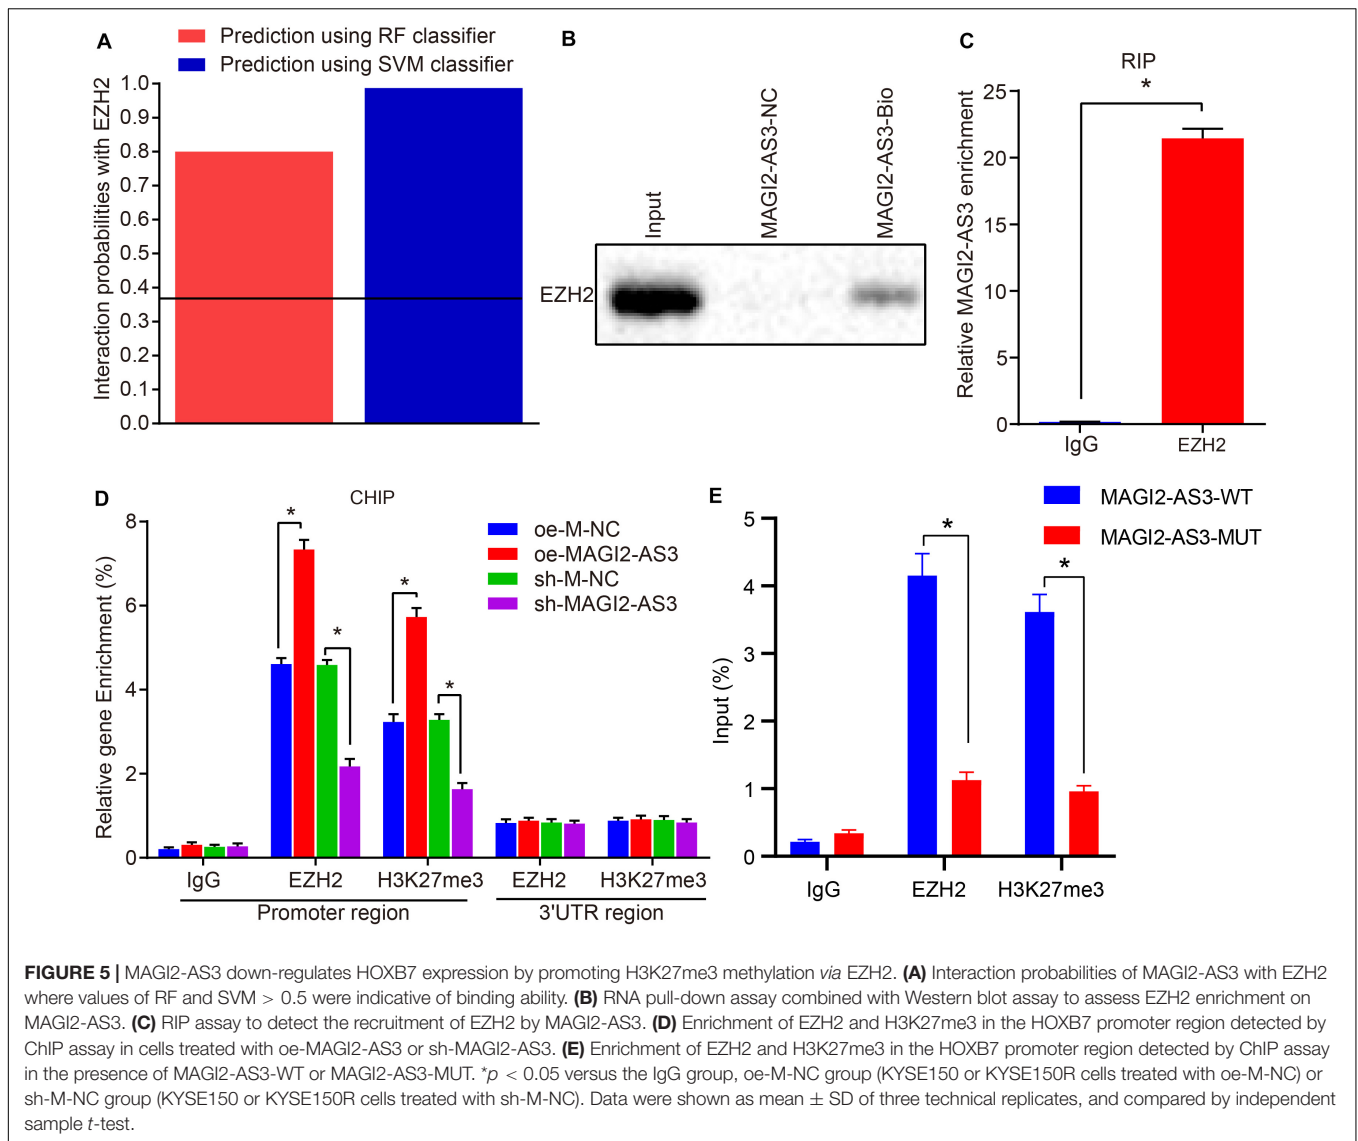 A
Prediction using RF classifier
Prediction using SVM classifier
Interaction probabilities with EZH2
1.0
0.9
0.8
0.7
0.6
0.5
0.4
0.3
0.2
0.1
0.0
B
Input
MAGI2-AS3-NC
MAGI2-AS3-Bio
EZH2
C
RIP
*
Relative MAGI2-AS3 enrichment
25
20
15
10
5
0
IgG
EZH2
D
CHIP
Relative gene Enrichment (%)
8
6
4
2
0
*
*
*
*
oe-M-NC
oe-MAGI2-AS3
sh-M-NC
sh-MAGI2-AS3
IgG
EZH2
H3K27me3
EZH2
H3K27me3
Promoter region
3'UTR region
E
MAGI2-AS3-WT
MAGI2-AS3-MUT
Input (%)
5
4
3
2
1
0
*
*
IgG
EZH2
H3K27me3
FIGURE 5 | MAGI2-AS3 down-regulates HOXB7 expression by promoting H3K27me3 methylation via EZH2. (A) Interaction probabilities of MAGI2-AS3 with EZH2
where values of RF and SVM > 0.5 were indicative of binding ability. (B) RNA pull-down assay combined with Western blot assay to assess EZH2 enrichment on
MAGI2-AS3. (C) RIP assay to detect the recruitment of EZH2 by MAGI2-AS3. (D) Enrichment of EZH2 and H3K27me3 in the HOXB7 promoter region detected by
ChIP assay in cells treated with oe-MAGI2-AS3 or sh-MAGI2-AS3. (E) Enrichment of EZH2 and H3K27me3 in the HOXB7 promoter region detected by ChIP assay
in the presence of MAGI2-AS3-WT or MAGI2-AS3-MUT. *p < 0.05 versus the IgG group, oe-M-NC group (KYSE150 or KYSE150R cells treated with oe-M-NC) or
sh-M-NC group (KYSE150 or KYSE150R cells treated with sh-M-NC). Data were shown as mean ± SD of three technical replicates, and compared by independent
sample t-test.